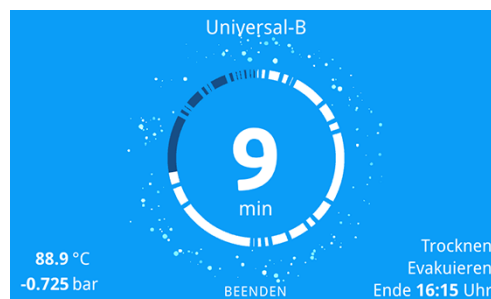 Universal-B
9
min
88.9 °C
-0.725 bar
BEENDEN
Trocknen
Evakuieren
Ende 16:15 Uhr